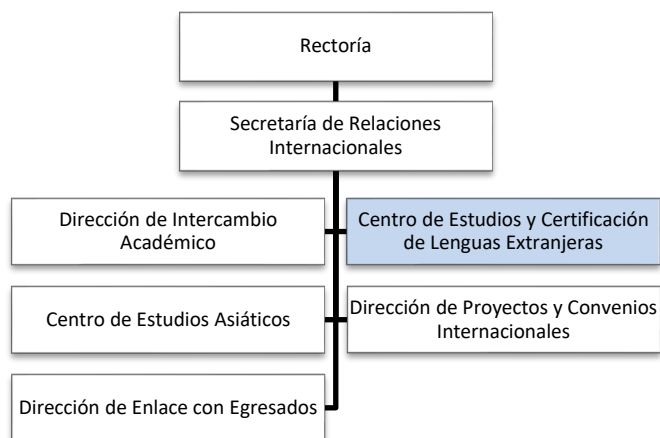 Rectoría
Secretaría de Relaciones
Internacionales
Dirección de Intercambio
Académico
Centro de Estudios y Certificación
de Lenguas Extranjeras
Centro de Estudios Asiáticos
Dirección de Proyectos y Convenios
Internacionales
Dirección de Enlace con Egresados